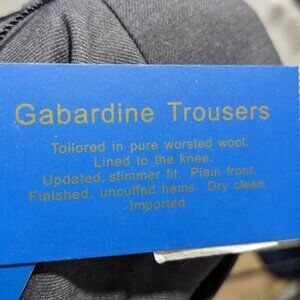 Gabardine Trousers
Tailored in pure worsted wool.
Lined to the knee.
Updated, slimmer fit. Plain front.
Finished, uncuffed hems. Dry clean.
Imported